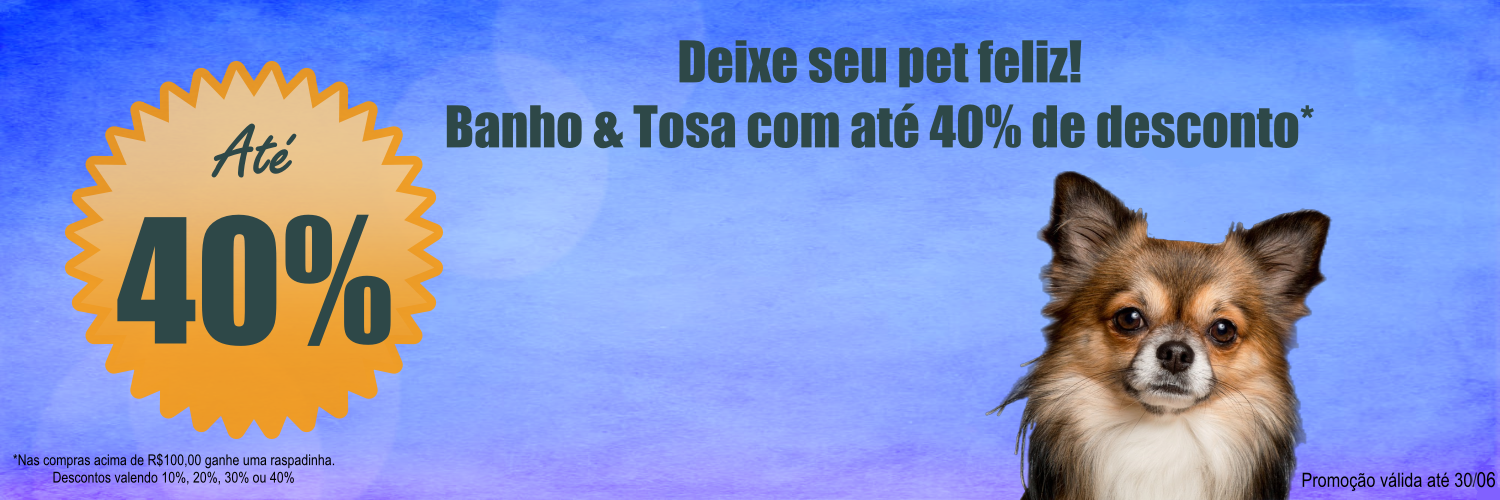 Deixe seu pet feliz!
Banho & Tosa com até 40% de desconto*
Até
40%
*Nas compras acima de R$100,00 ganhe uma raspadinha.
Descontos valendo 10%, 20%, 30% ou 40%
Promoção válida até 30/06